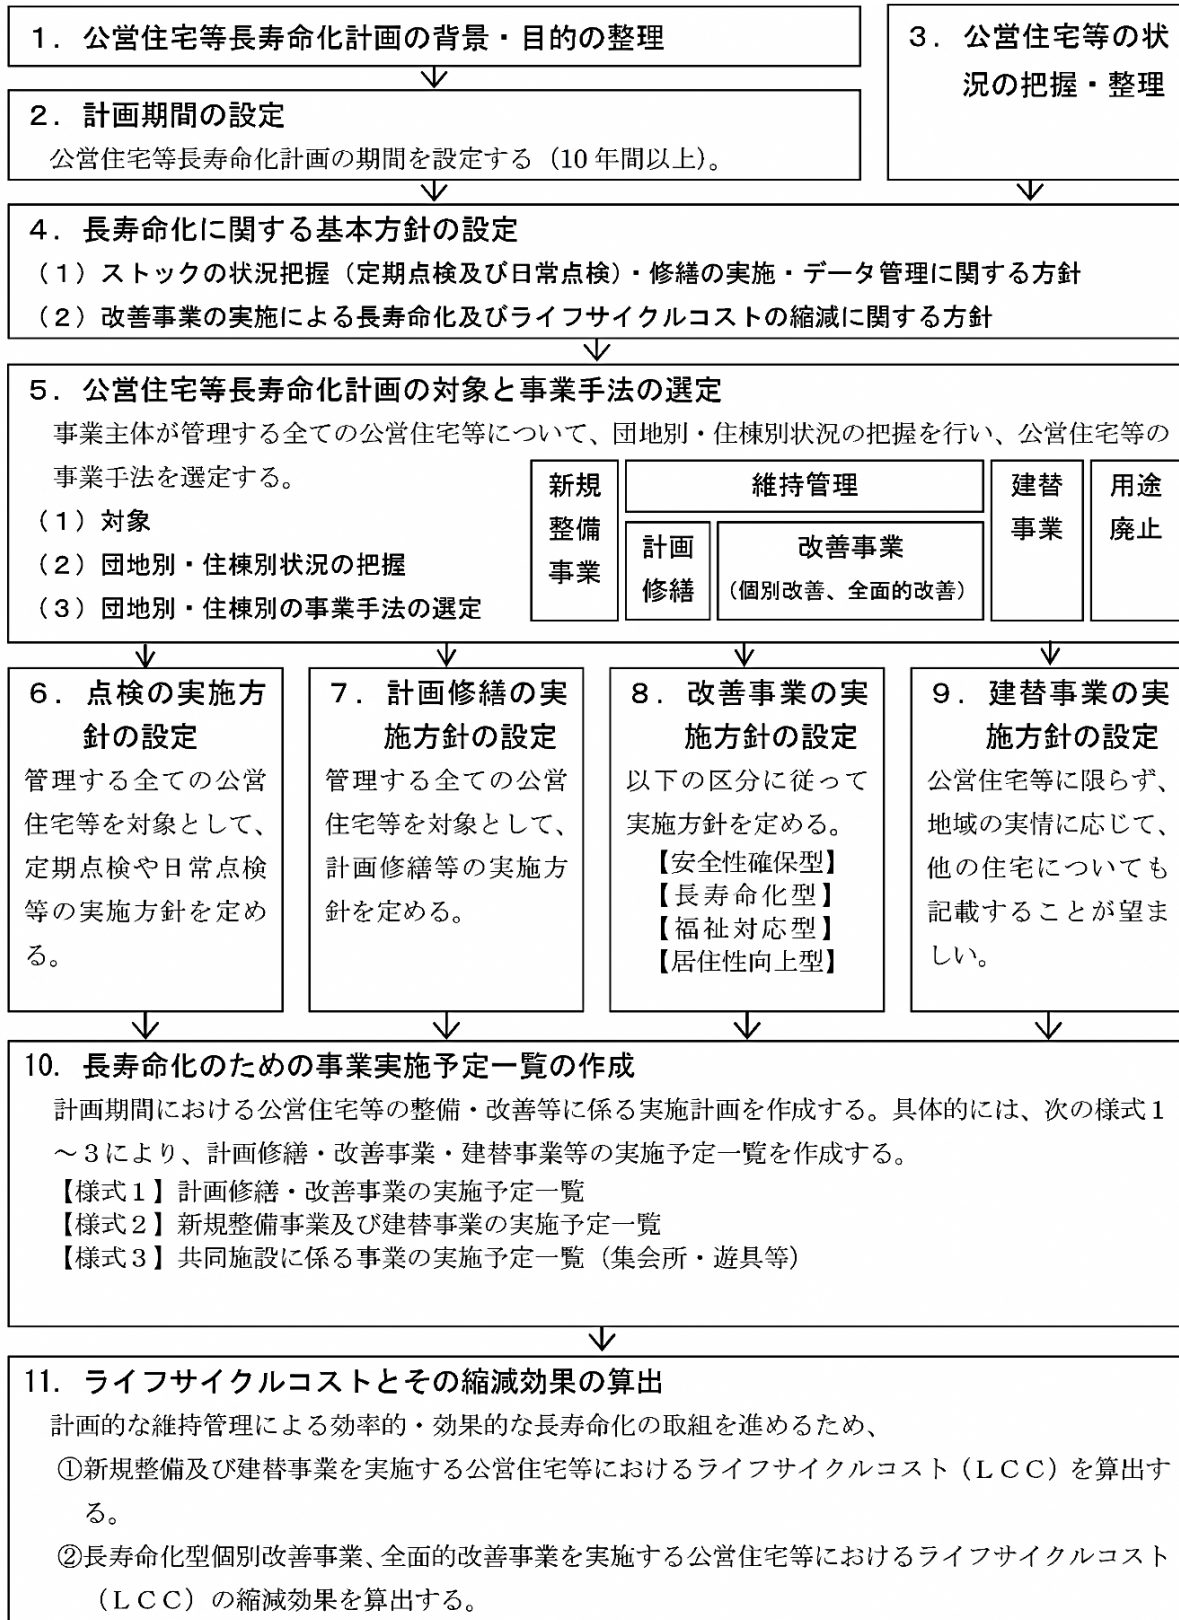 １．公営住宅等長寿命化計画の背景・目的の整理
２．計画期間の設定
公営住宅等長寿命化計画の期間を設定する（10 年間以上）。
３．公営住宅等の状
況の把握・整理
４．長寿命化に関する基本方針の設定
（１）ストックの状況把握（定期点検及び日常点検）・修繕の実施・データ管理に関する方針
（２）改善事業の実施による長寿命化及びライフサイクルコストの縮減に関する方針
５．公営住宅等長寿命化計画の対象と事業手法の選定
事業主体が管理する全ての公営住宅等について、団地別・住棟別状況の把握を行い、公営住宅等の
事業手法を選定する。
（１）対象
（２）団地別・住棟別状況の把握
（３）団地別・住棟別の事業手法の選定
新規
整備
事業
維持管理
計画
修繕
改善事業
（個別改善、全面的改善）
建替
事業
用途
廃止
６．点検の実施方
針の設定
管理する全ての公営
住宅等を対象として、
定期点検や日常点検
等の実施方針を定め
る。
７．計画修繕の実
施方針の設定
管理する全ての公営
住宅等を対象として、
計画修繕等の実施方
針を定める。
８．改善事業の実
施方針の設定
以下の区分に従って
実施方針を定める。
【安全性確保型】
【長寿命化型】
【福祉対応型】
【居住性向上型】
９．建替事業の実
施方針の設定
公営住宅等に限らず、
地域の実情に応じて、
他の住宅についても
記載することが望ま
しい。
10．長寿命化のための事業実施予定一覧の作成
計画期間における公営住宅等の整備・改善等に係る実施計画を作成する。具体的には、次の様式１
～３により、計画修繕・改善事業・建替事業等の実施予定一覧を作成する。
【様式１】計画修繕・改善事業の実施予定一覧
【様式２】新規整備事業及び建替事業の実施予定一覧
【様式３】共同施設に係る事業の実施予定一覧（集会所・遊具等）
11．ライフサイクルコストとその縮減効果の算出
計画的な維持管理による効率的・効果的な長寿命化の取組を進めるため、
①新規整備及び建替事業を実施する公営住宅等におけるライフサイクルコスト（ＬＣＣ）を算出す
る。
②長寿命化型個別改善事業、全面的改善事業を実施する公営住宅等におけるライフサイクルコスト
（ＬＣＣ）の縮減効果を算出する。